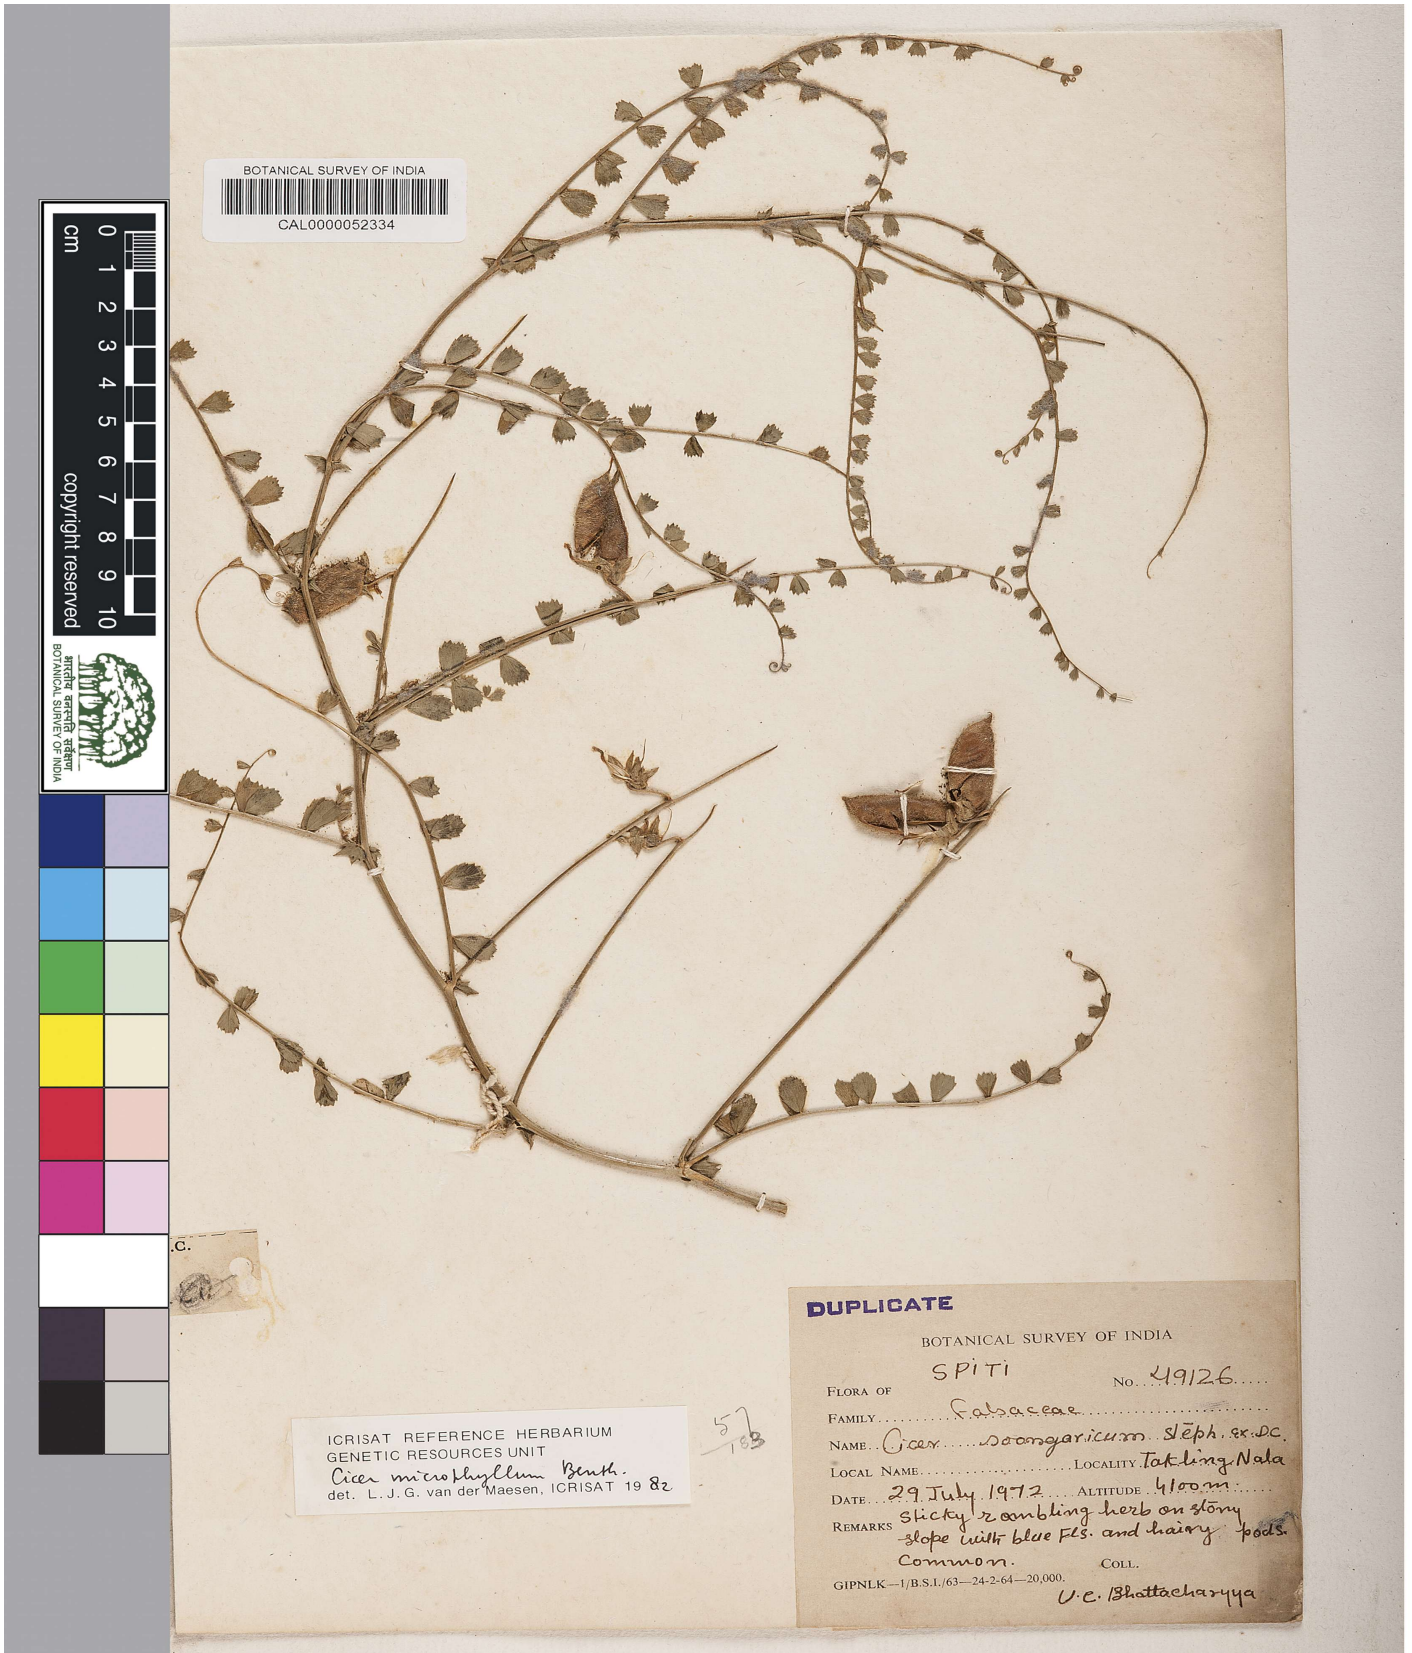 BOTANICAL SURVEY OF INDIA
CAL0000052334
cm 0 1 2 3 4 5 6 7 8 9 10
copyright reserved
भारतीय वनस्पति सर्वेक्षण
BOTANICAL SURVEY OF INDIA
.C.
ICRISAT REFERENCE HERBARIUM
GENETIC RESOURCES UNIT
Cicer microphyllum Benth.
det. L.J.G. van der Maesen, ICRISAT 1982
57
183
DUPLICATE
BOTANICAL SURVEY OF INDIA
FLORA OF SPITI No. 49126
FAMILY Fabaceae
NAME Cicer soongaricum Stēph. ex. DC.
LOCAL NAME LOCALITY Takling Nala
DATE 29 July 1972 ALTITUDE 4100m.
REMARKS Sticky rambling herb on stony
slope with blue Fls. and hairy pods.
Common. COLL.
GIPNLK—1/B.S.I./63—24-2-64—20,000.
U.C. Bhattacharyya